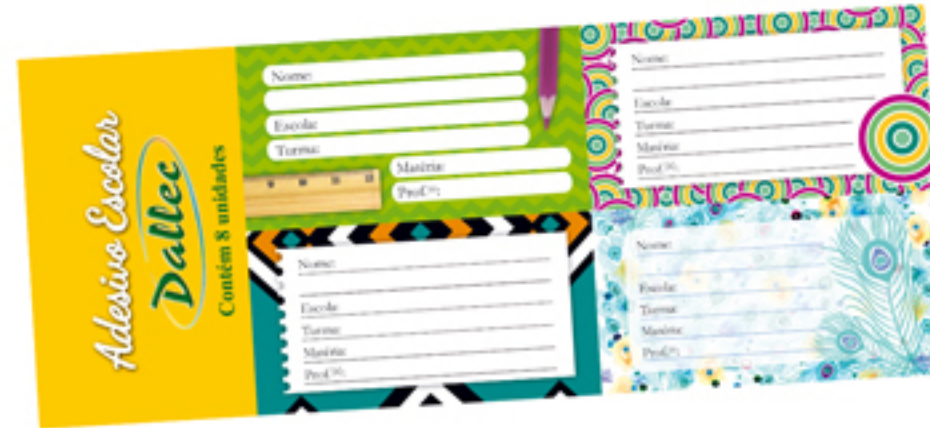 Adesivo Escolar
Dallec
Contém 8 unidades
Nome:
Escola:
Turma:
Matéria:
Prof(a):
Nome:
Escola:
Turma:
Matéria:
Prof(a):
Nome:
Escola:
Turma:
Matéria:
Prof(a):
Nome:
Escola:
Turma:
Matéria:
Prof(a):